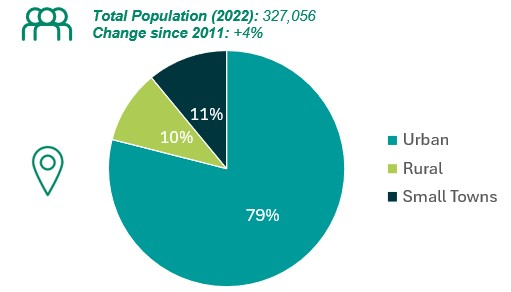 Total Population (2022): 327,056
Change since 2011: +4%
11%
10%
79%
Urban
Rural
Small Towns